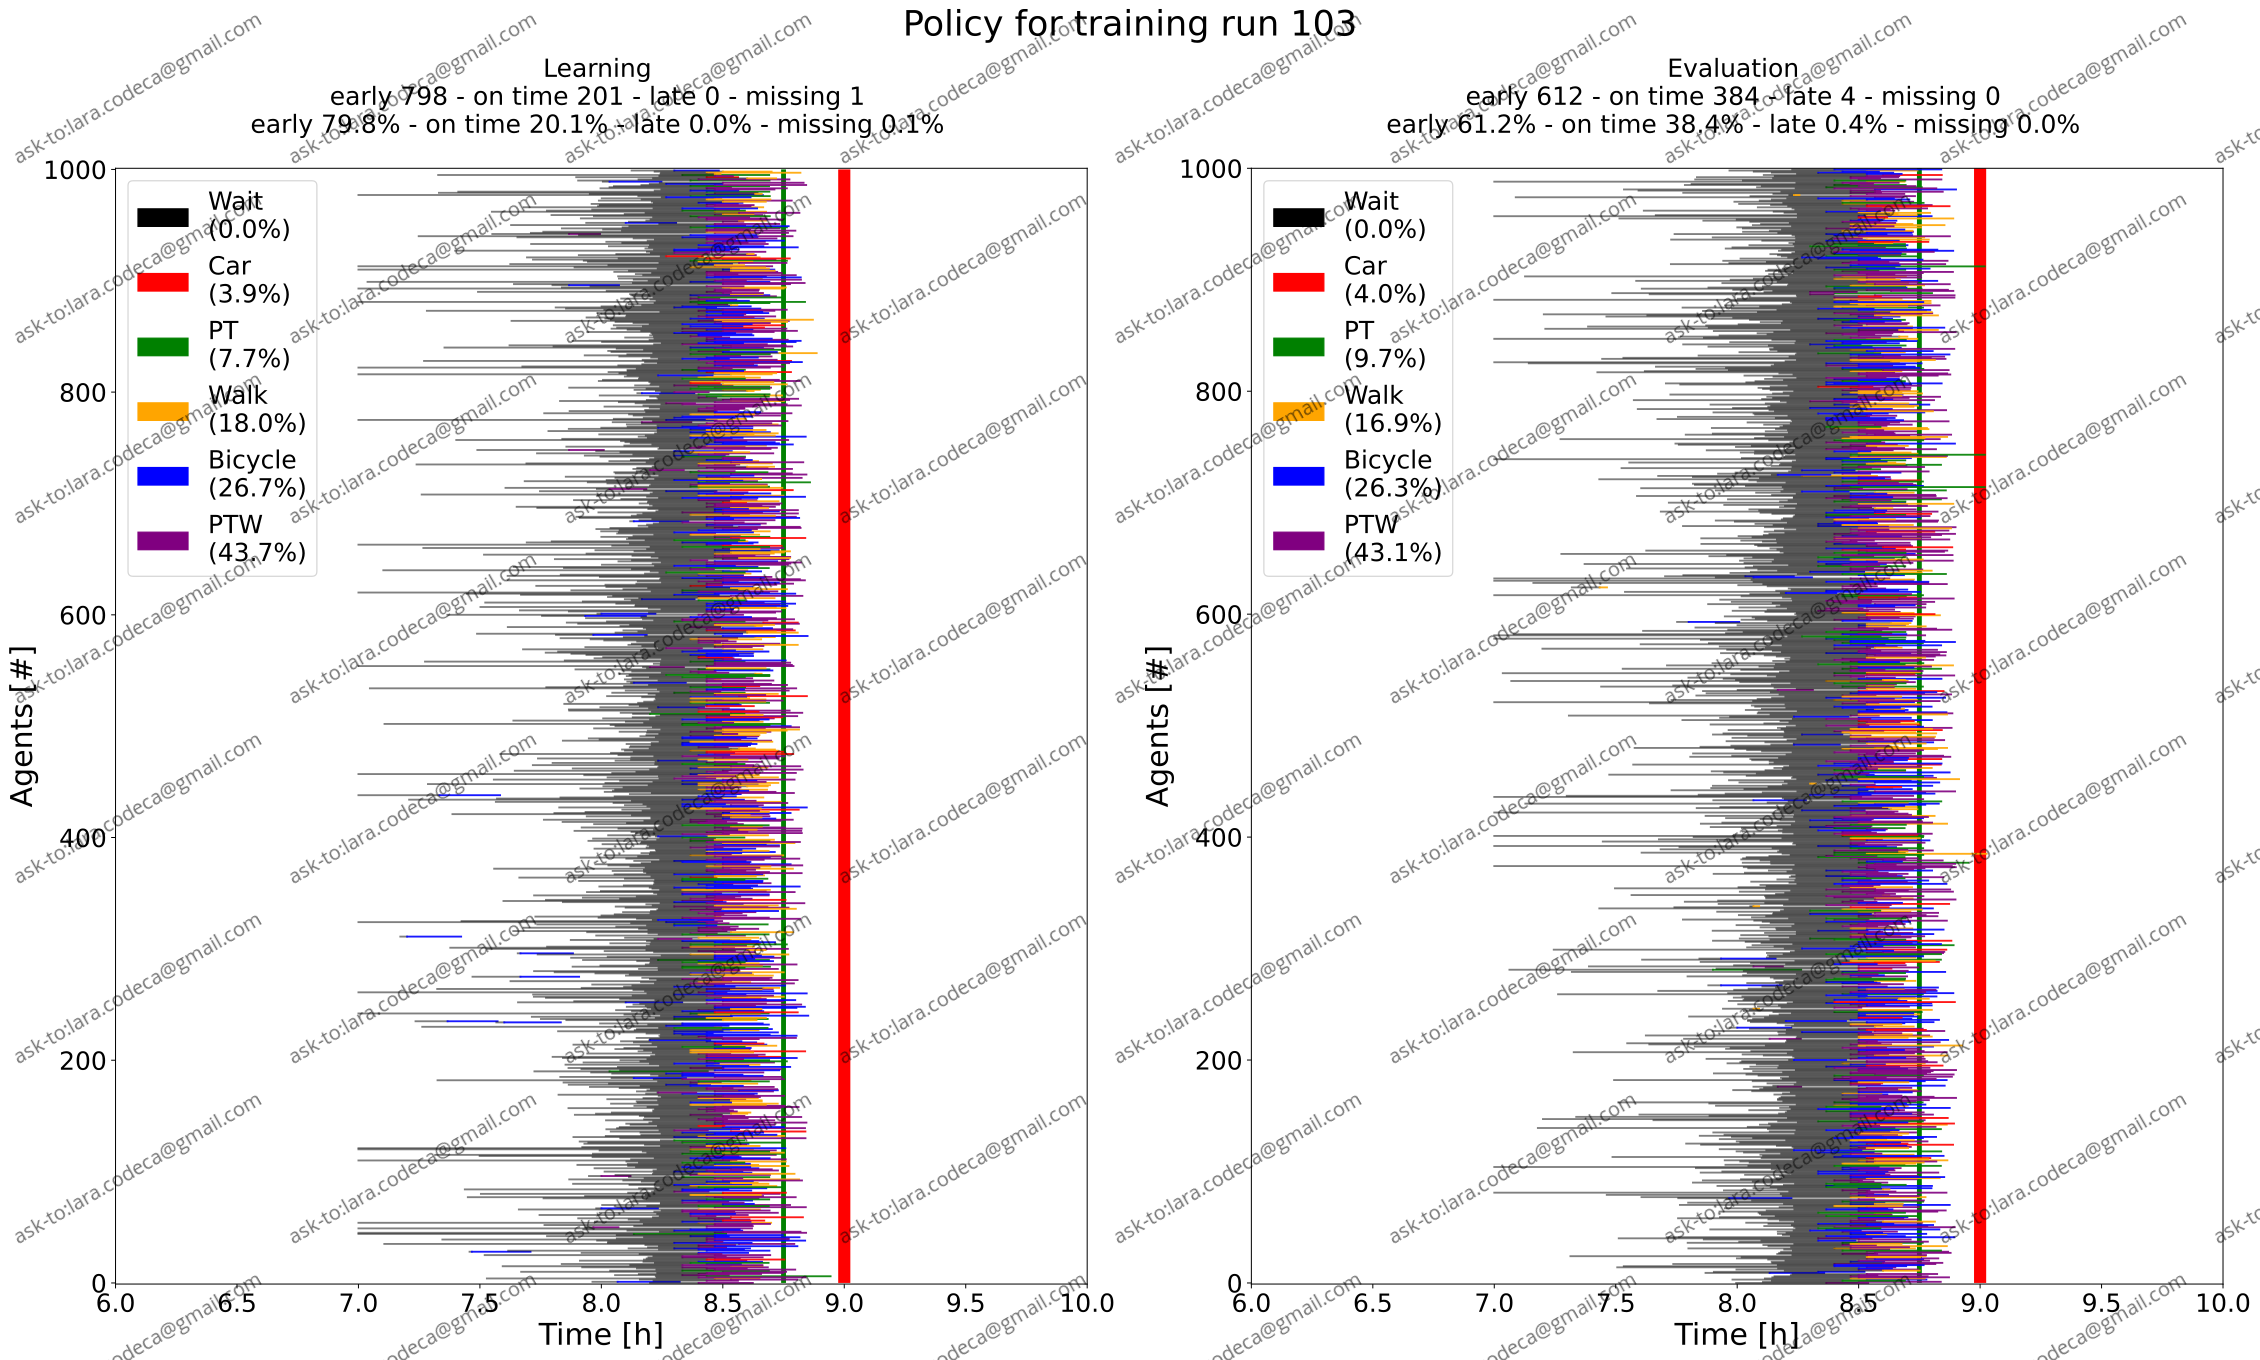 Policy for training run 103
Learning
early 798 - on time 201 - late 0 - missing 1
early 79.8% - on time 20.1% - late 0.0% - missing 0.1%
Evaluation
early 612 - on time 384 - late 4 - missing 0
early 61.2% - on time 38.4% - late 0.4% - missing 0.0%
1000
800
600
400
200
0
Agents [#]
Wait
(0.0%)
Car
(3.9%)
PT
(7.7%)
Walk
(18.0%)
Bicycle
(26.7%)
PTW
(43.7%)
6.0 6.5 7.0 7.5 8.0 8.5 9.0 9.5 10.0
Time [h]
1000
800
600
400
200
0
Agents [#]
Wait
(0.0%)
Car
(4.0%)
PT
(9.7%)
Walk
(16.9%)
Bicycle
(26.3%)
PTW
(43.1%)
6.0 6.5 7.0 7.5 8.0 8.5 9.0 9.5 10.0
Time [h]
ask-to:lara.codeca@gmail.com